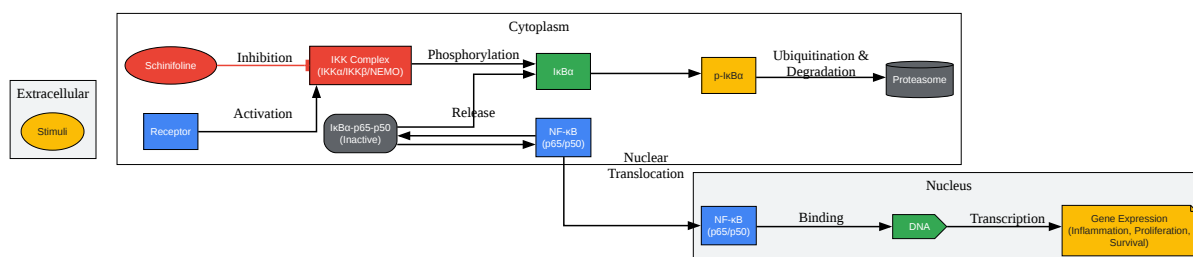 Cytoplasm
Schinifoline
Inhibition
IKK Complex
(IKKα/IKKβ/NEMO)
Phosphorylation
IκBα
p-IκBα
Ubiquitination &
Degradation
Proteasome
Extracellular
Stimuli
Receptor
Activation
IκBα-p65-p50
(Inactive)
Release
NF-κB
(p65/p50)
Nuclear
Translocation
Nucleus
NF-κB
(p65/p50)
Binding
DNA
Transcription
Gene Expression
(Inflammation, Proliferation,
Survival)